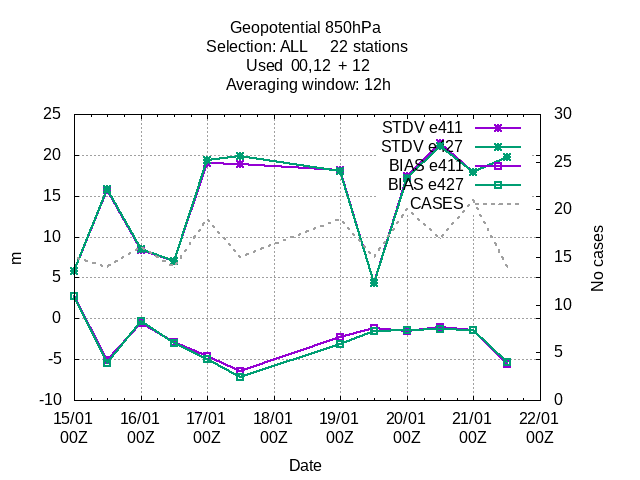 Geopotential 850hPa
Selection: ALL 22 stations
Used 00,12 + 12
Averaging window: 12h
25
20
15
10
5
0
-5
-10
m
30
25
20
15
10
5
0
No cases
STDV e411
STDV e427
BIAS e411
BIAS e427
CASES
15/01 16/01 17/01 18/01 19/01 20/01 21/01 22/01
00Z 00Z 00Z 00Z 00Z 00Z 00Z 00Z
Date